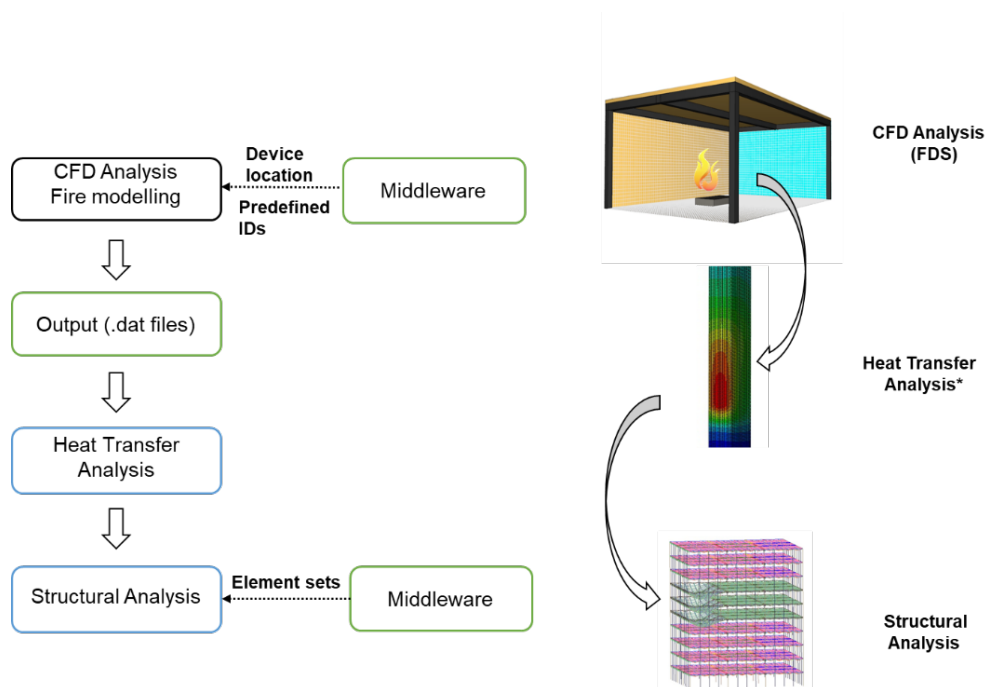 CFD Analysis
Fire modelling
Device
location
Predefined
IDs
Middleware
Output (.dat files)
Heat Transfer
Analysis
Structural Analysis
Element sets
Middleware
CFD Analysis
(FDS)
Heat Transfer
Analysis*
Structural
Analysis